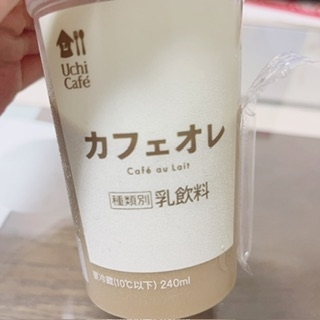 Uchi
Café
カフェオレ
Café au Lait
種類別 乳飲料
要冷蔵(10℃以下) 240ml